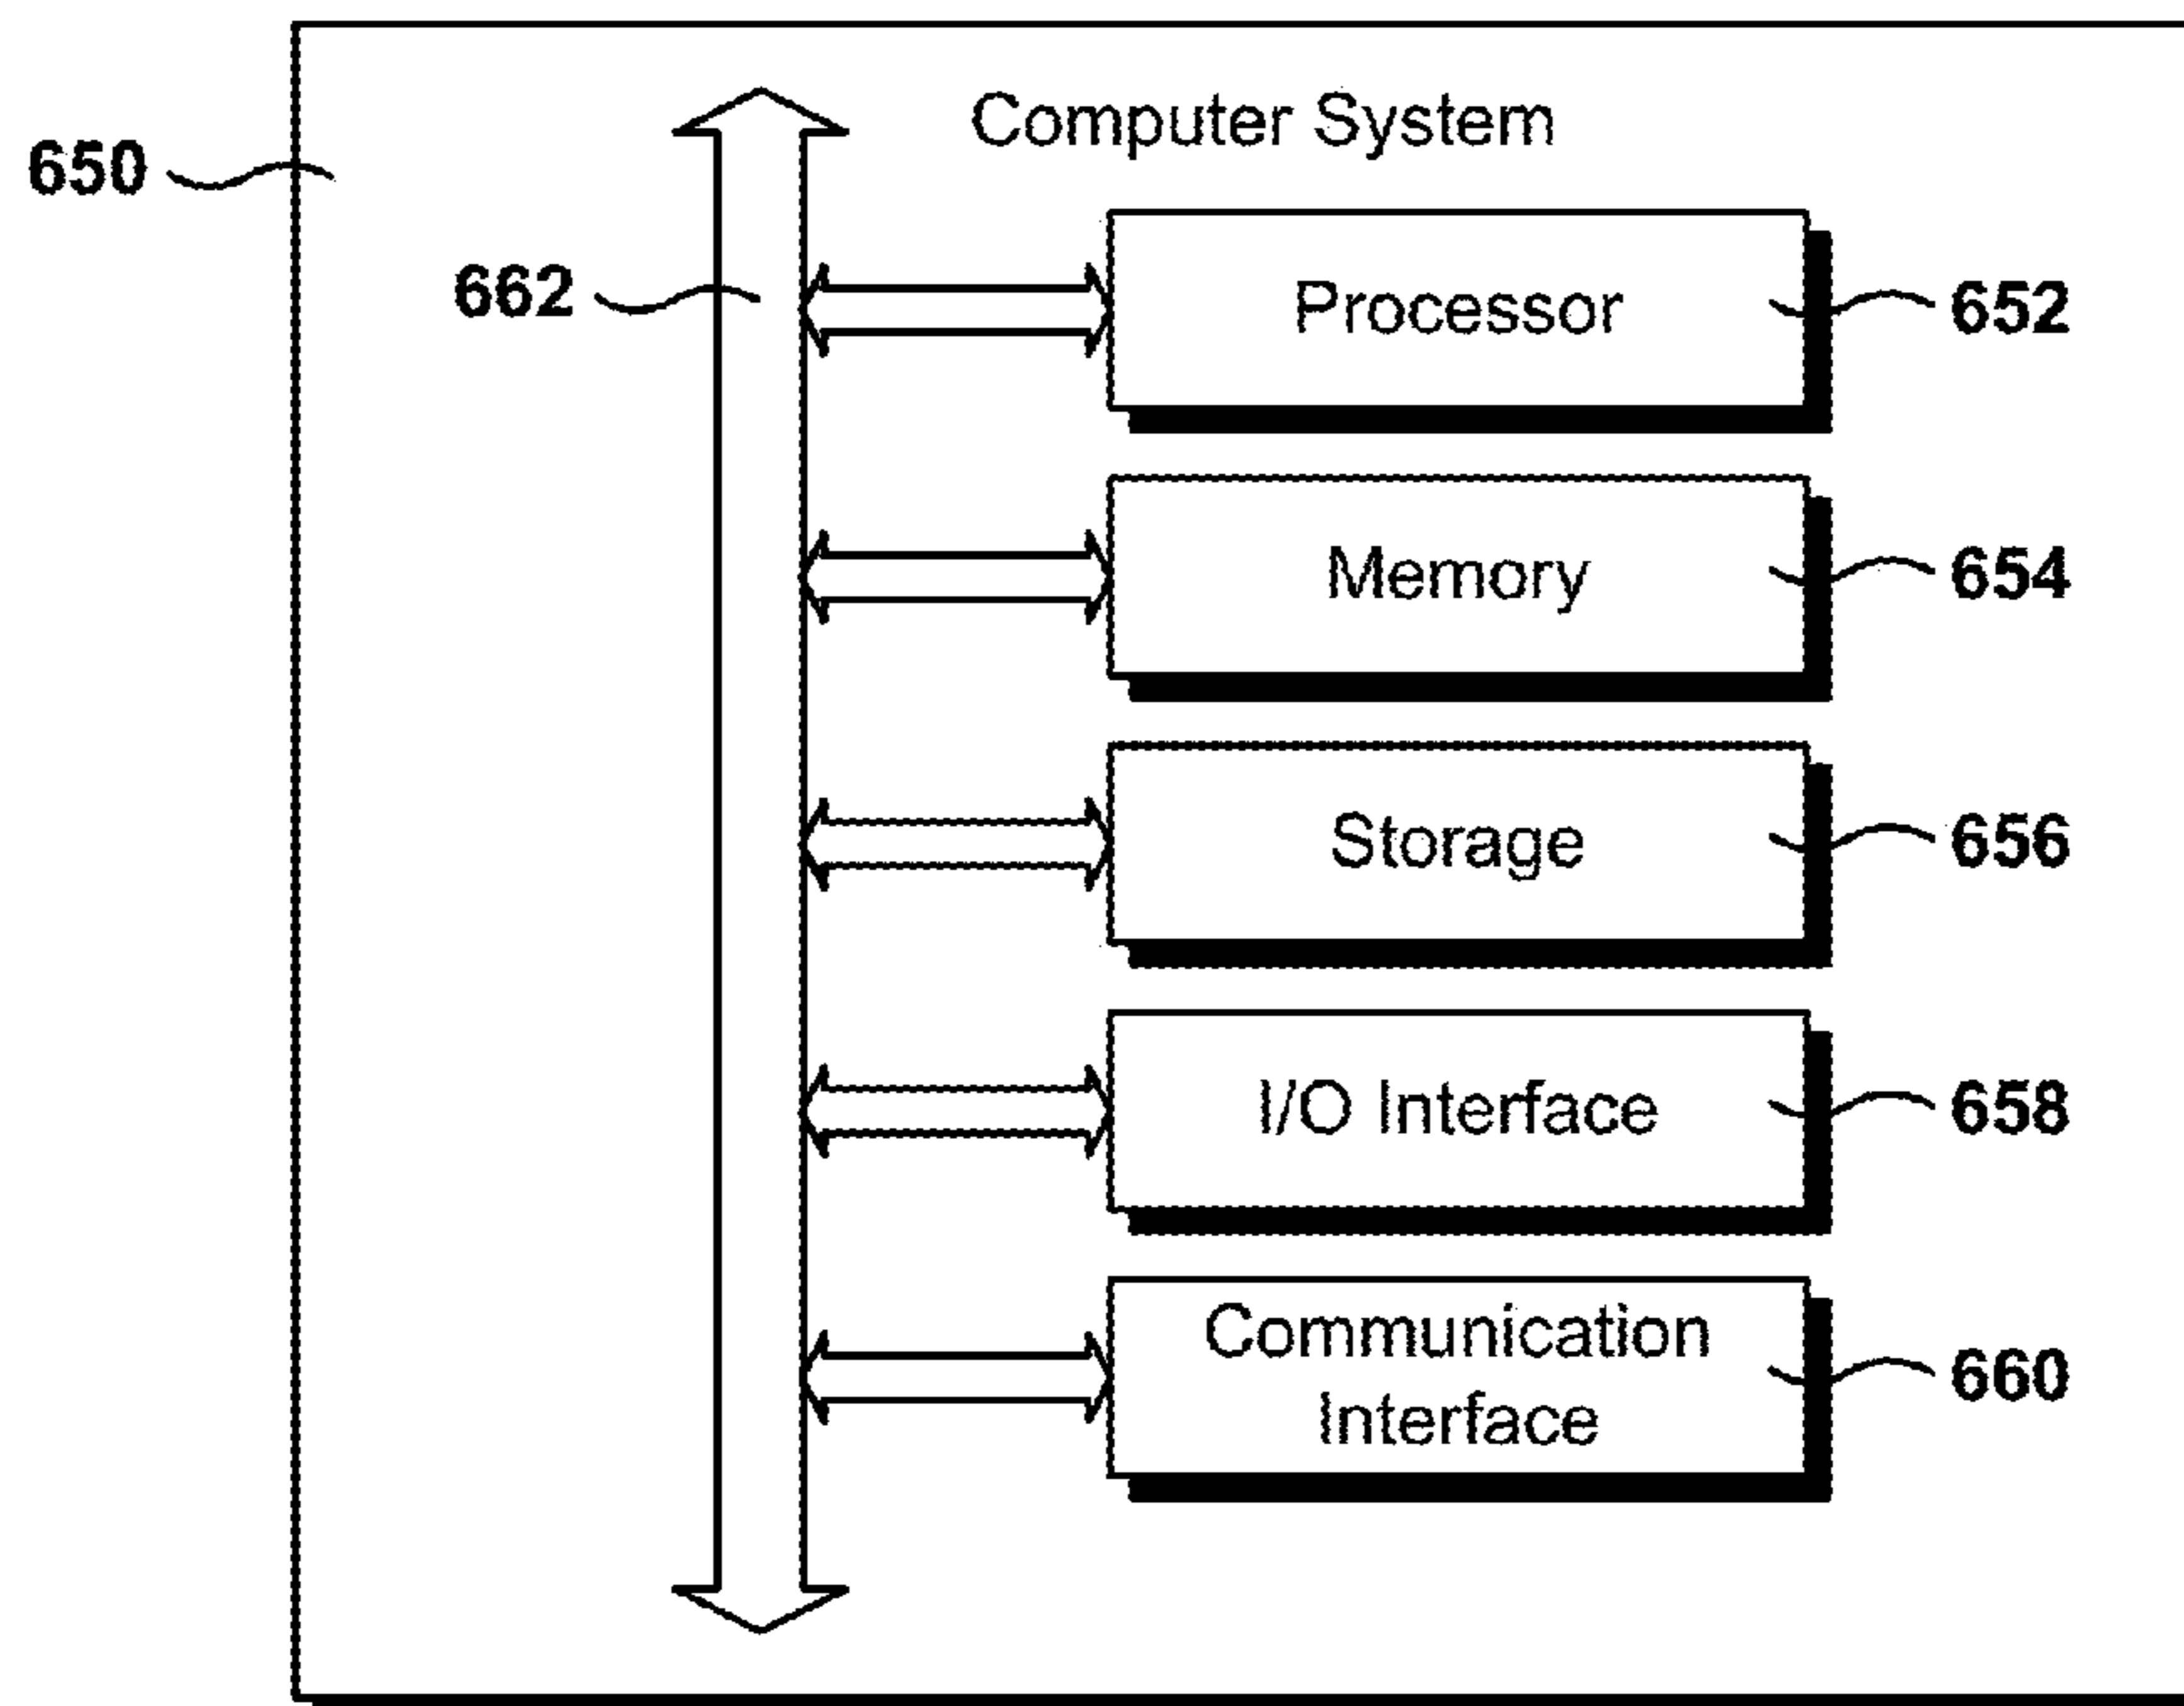 Computer System
650
662
Processor
652
Memory
654
Storage
656
I/O Interface
658
Communication
Interface
660